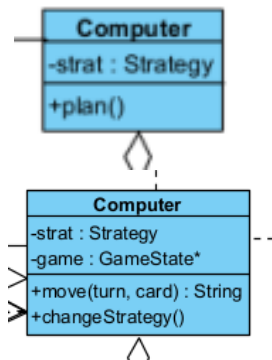 Computer
-strat : Strategy
+plan()
Computer
-strat : Strategy
-game : GameState*
+move(turn, card) : String
+changeStrategy()